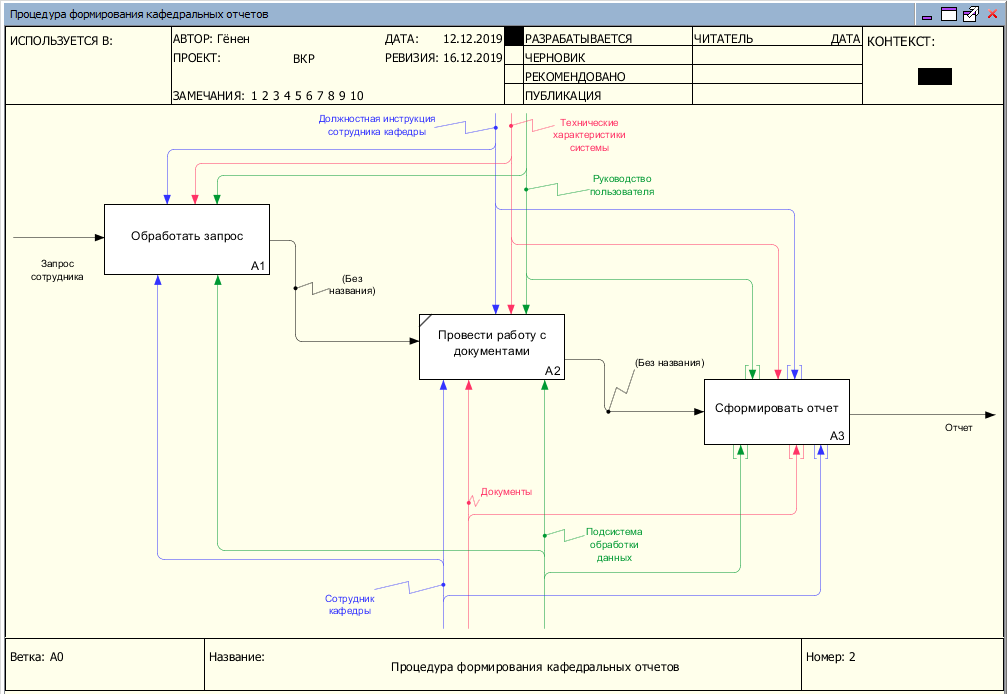 Процедура формирования кафедральных отчетов
ИСПОЛЬЗУЕТСЯ В:
АВТОР: Гёнен
ДАТА: 12.12.2019
РАЗРАБАТЫВАЕТСЯ
ЧИТАТЕЛЬ
ДАТА
КОНТЕКСТ:
ПРОЕКТ: ВКР
РЕВИЗИЯ: 16.12.2019
ЧЕРНОВИК
РЕКОМЕНДОВАНО
ЗАМЕЧАНИЯ: 1 2 3 4 5 6 7 8 9 10
ПУБЛИКАЦИЯ
Должностная инструкция
сотрудника кафедры
Технические
характеристики
системы
Руководство
пользователя
Обработать запрос
A1
Запрос
сотрудника
(Без
названия)
Провести работу с
документами
A2
(Без названия)
Сформировать отчет
A3
Отчет
Документы
Подсистема
обработки
данных
Сотрудник
кафедры
Ветка: A0
Название:
Процедура формирования кафедральных отчетов
Номер: 2